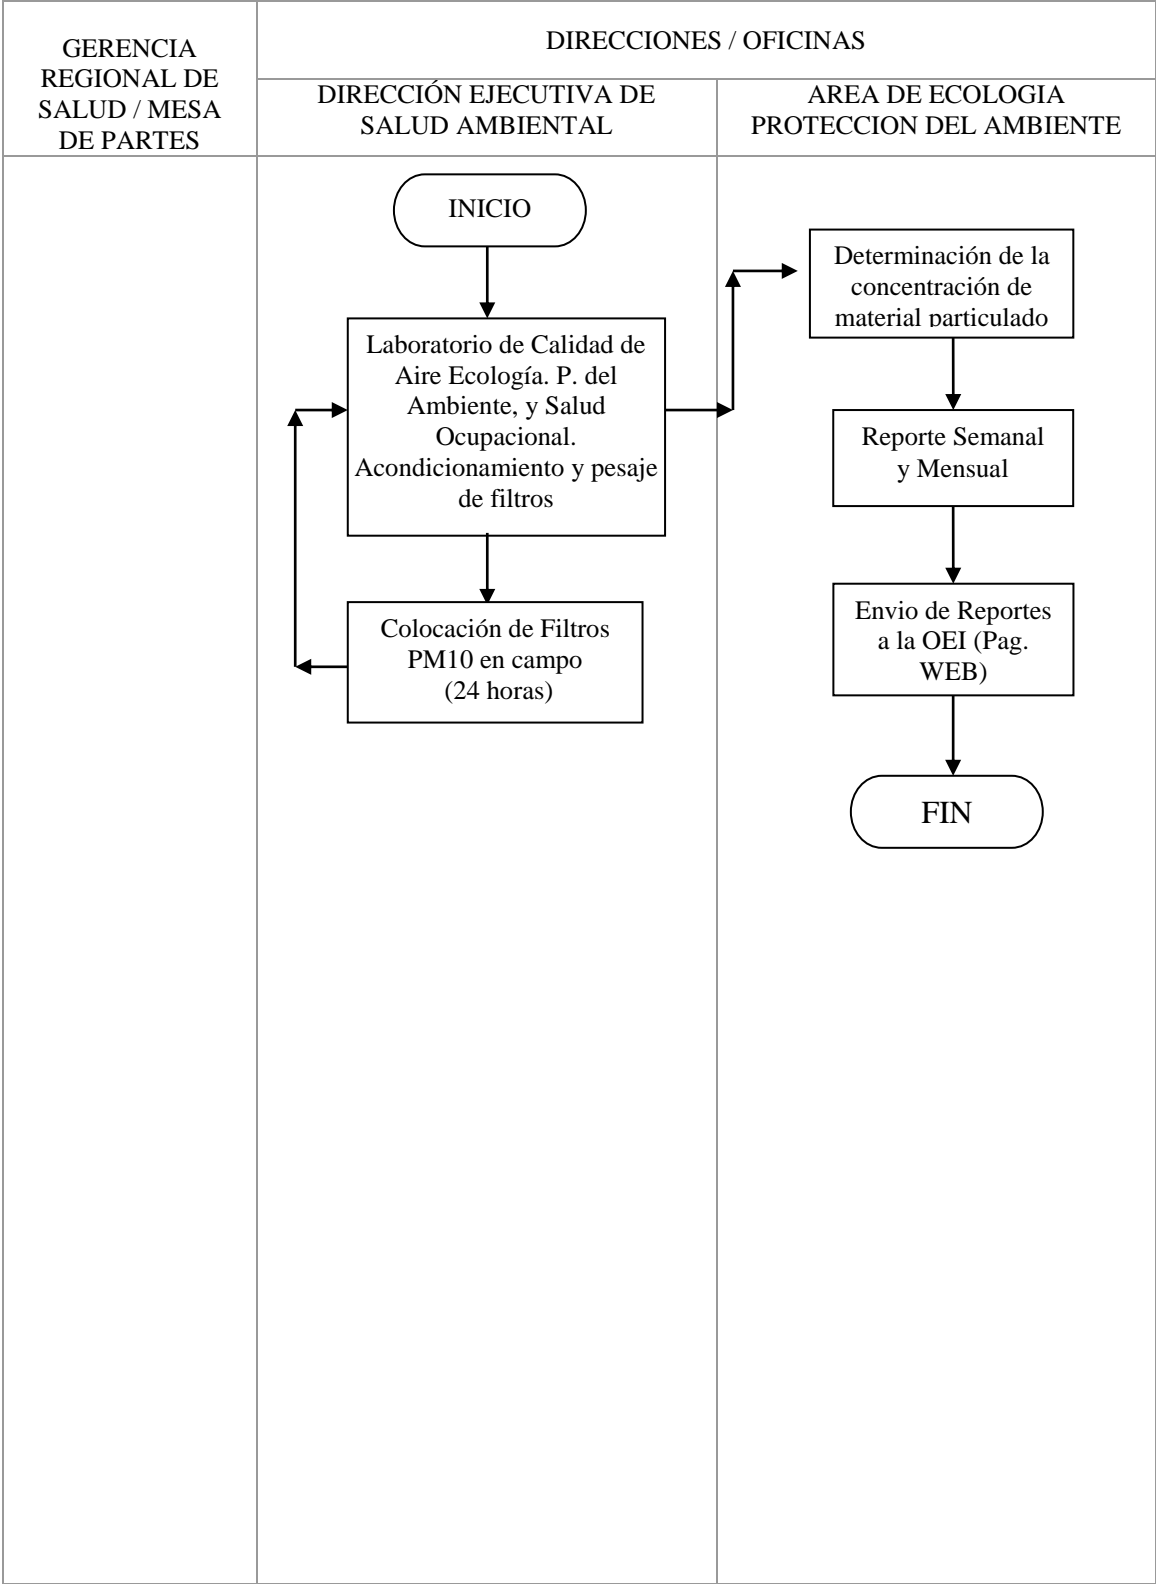 GERENCIA
REGIONAL DE
SALUD / MESA
DE PARTES
DIRECCIONES / OFICINAS
DIRECCIÓN EJECUTIVA DE
SALUD AMBIENTAL
AREA DE ECOLOGIA
PROTECCION DEL AMBIENTE
INICIO
Laboratorio de Calidad de
Aire Ecología. P. del
Ambiente, y Salud
Ocupacional.
Acondicionamiento y pesaje
de filtros
Colocación de Filtros
PM10 en campo
(24 horas)
Determinación de la
concentración de
material particulado
Reporte Semanal
y Mensual
Envio de Reportes
a la OEI (Pag.
WEB)
FIN